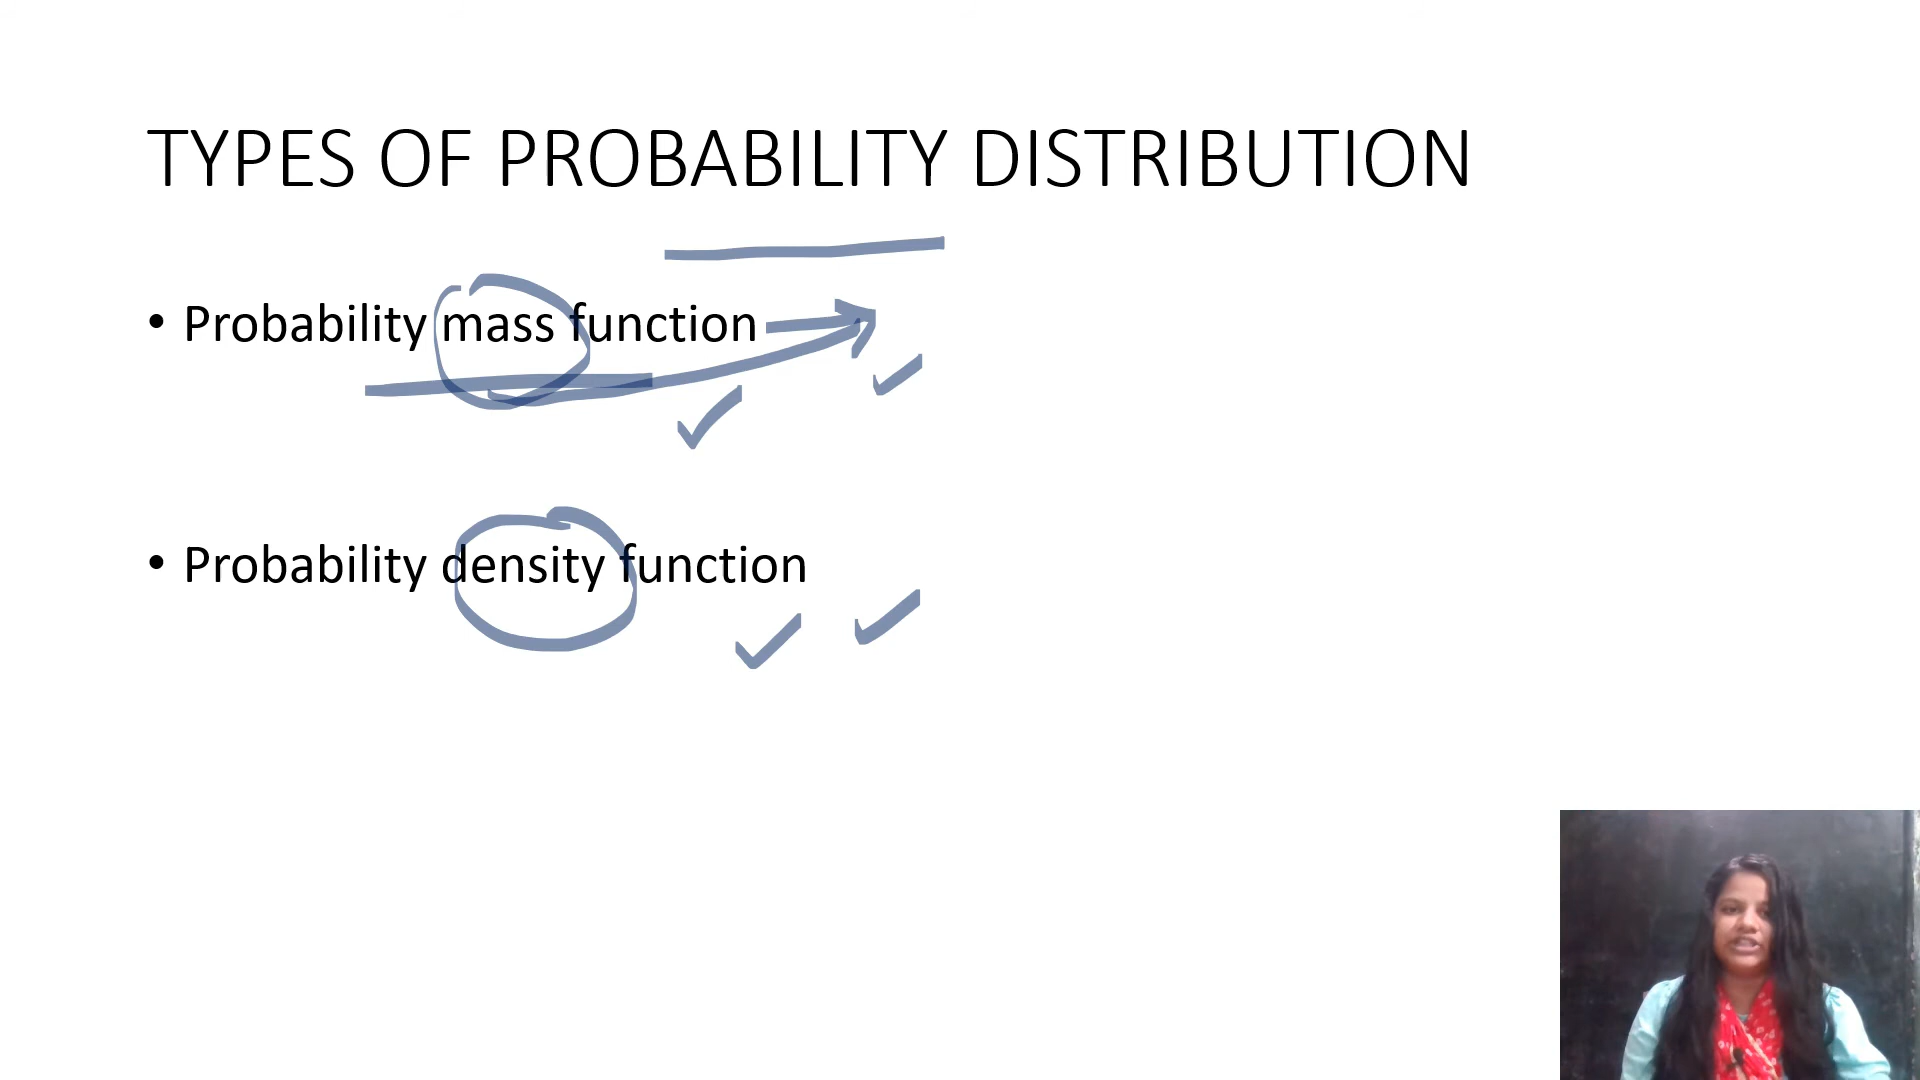 TYPES OF PROBABILITY DISTRIBUTION
• Probability mass function
• Probability density function